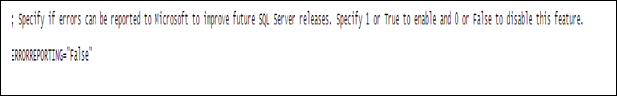 ; Specify if errors can be reported to Microsoft to improve future SQL Server releases. Specify 1 or True to enable and 0 or False to disable this feature.
ERRORREPORTING="False"